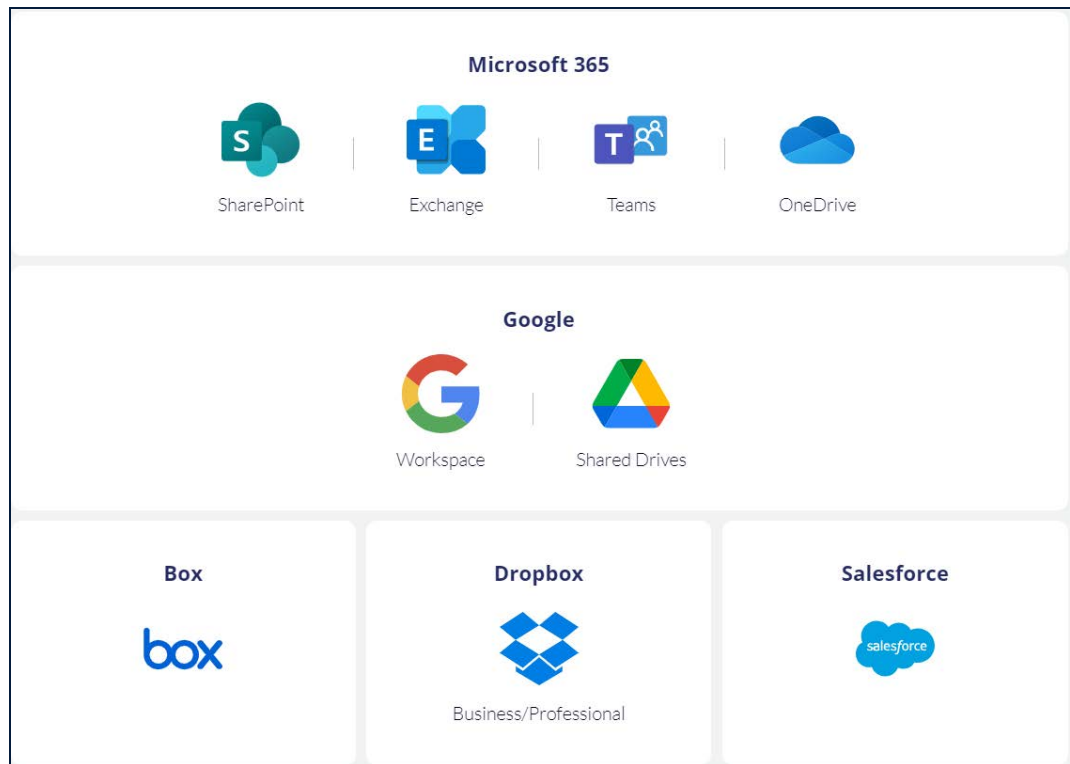 Microsoft 365
S
E
T
SharePoint
Exchange
Teams
OneDrive
Google
Workspace
Shared Drives
Box
Dropbox
Salesforce
box
salesforce
Business/Professional